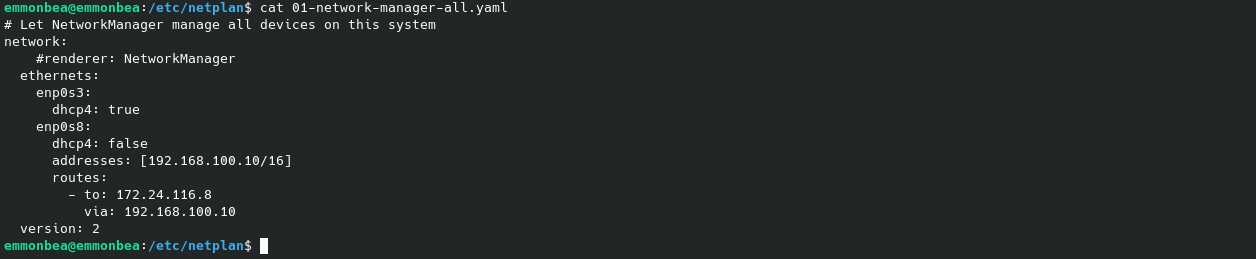 emmonbea@emmonbea:/etc/netplan$ cat 01-network-manager-all.yaml
# Let NetworkManager manage all devices on this system
network:
    #renderer: NetworkManager
  ethernets:
    enp0s3:
      dhcp4: true
    enp0s8:
      dhcp4: false
      addresses: [192.168.100.10/16]
      routes:
        - to: 172.24.116.8
          via: 192.168.100.10
  version: 2
emmonbea@emmonbea:/etc/netplan$